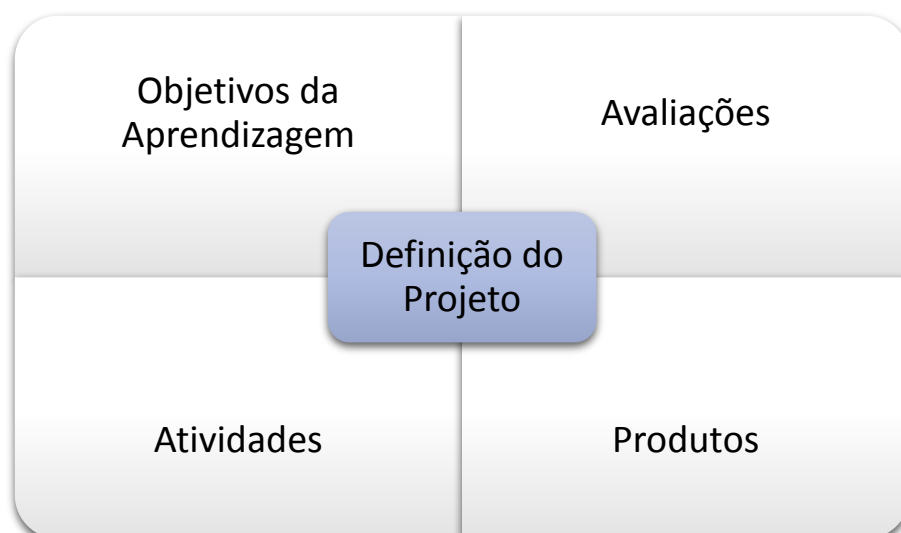 Objetivos da
Aprendizagem
Avaliações
Definição do
Projeto
Atividades
Produtos